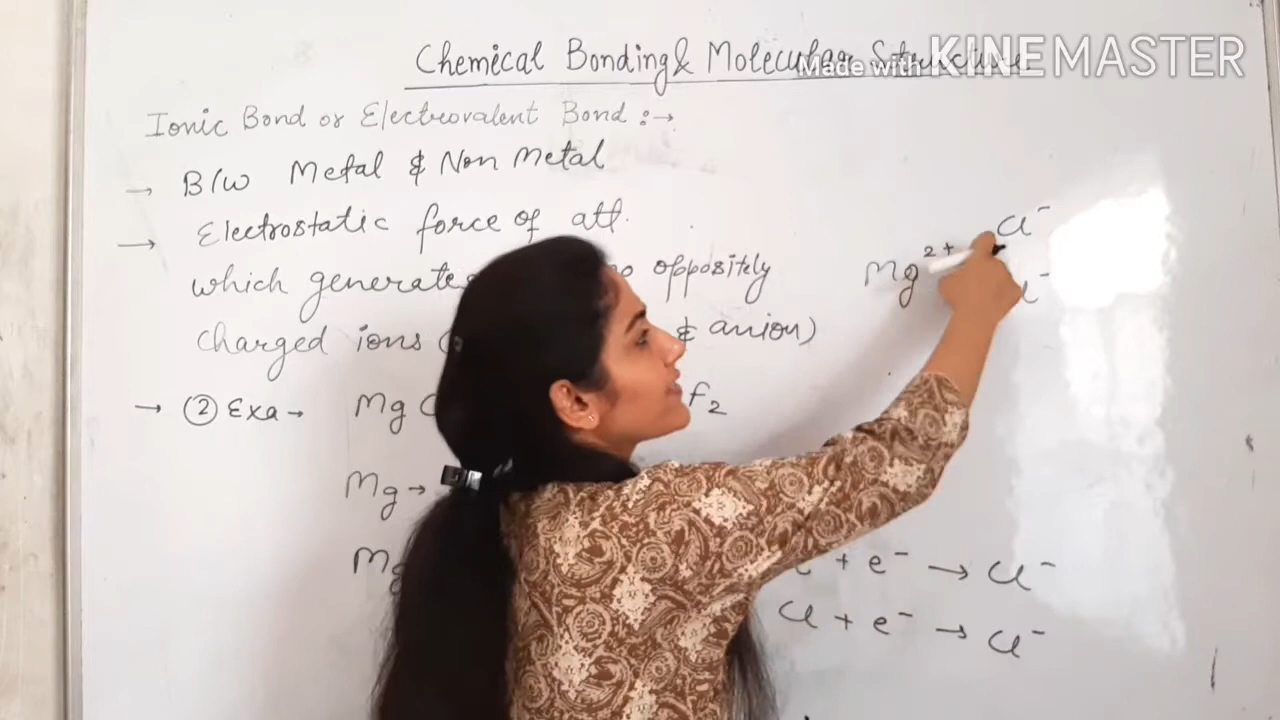 Chemical Bonding & Molecular Structure
Made with KINEMASTER
Ionic Bond or Electrovalent Bond :→
→ B/w Metal & Non Metal
→ Electrostatic force of att.
which generates oppositely
charged ions ( & anion)
Mg²⁺ Cl⁻
→ ② Exa → Mg F₂
Mg →
Mg + e⁻ → Cl⁻
Cl + e⁻ → Cl⁻